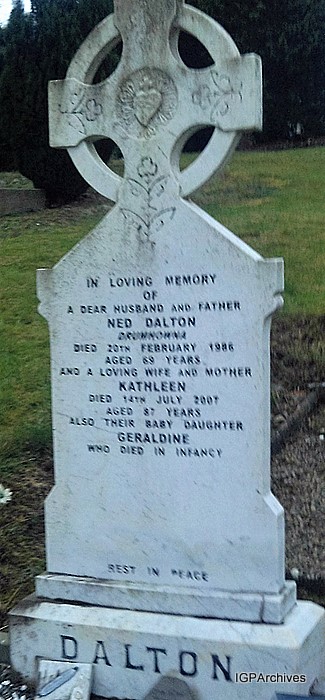 IN LOVING MEMORY
OF
A DEAR HUSBAND AND FATHER
NED DALTON
DRUMNOWNA
DIED 20TH FEBRUARY 1986
AGED 69 YEARS
AND A LOVING WIFE AND MOTHER
KATHLEEN
DIED 14TH JULY 2007
AGED 87 YEARS
ALSO THEIR BABY DAUGHTER
GERALDINE
WHO DIED IN INFANCY
REST IN PEACE
DALTON
IGPArchives